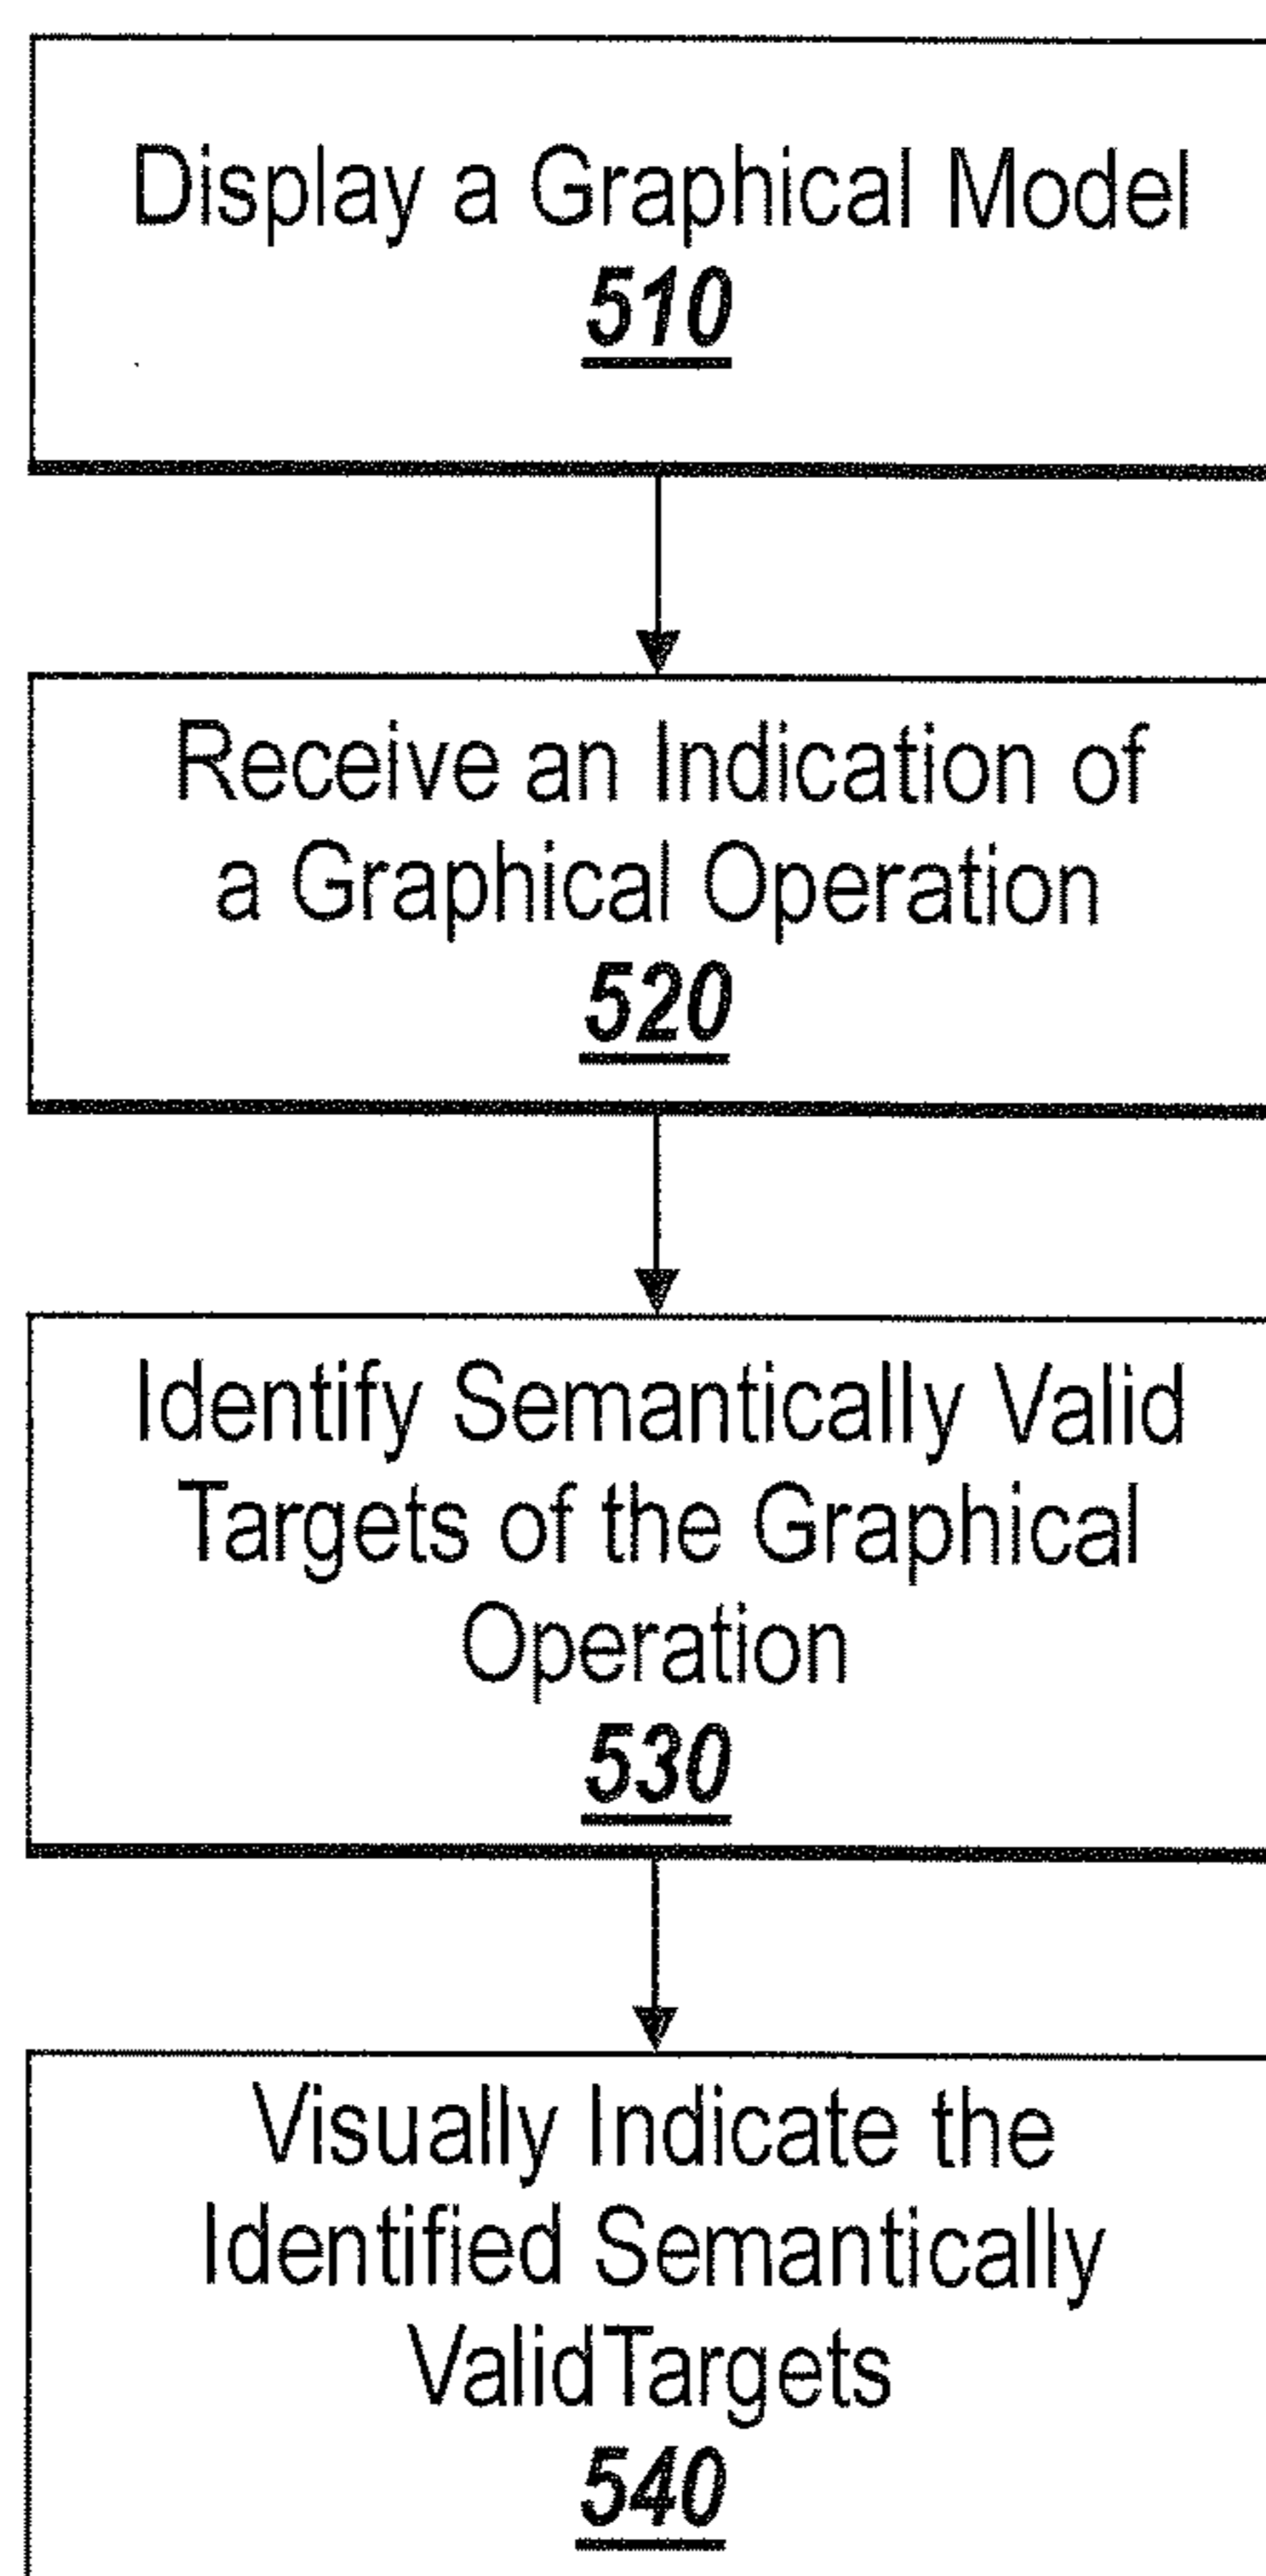 Display a Graphical Model
510
Receive an Indication of
a Graphical Operation
520
Identify Semantically Valid
Targets of the Graphical
Operation
530
Visually Indicate the
Identified Semantically
ValidTargets
540